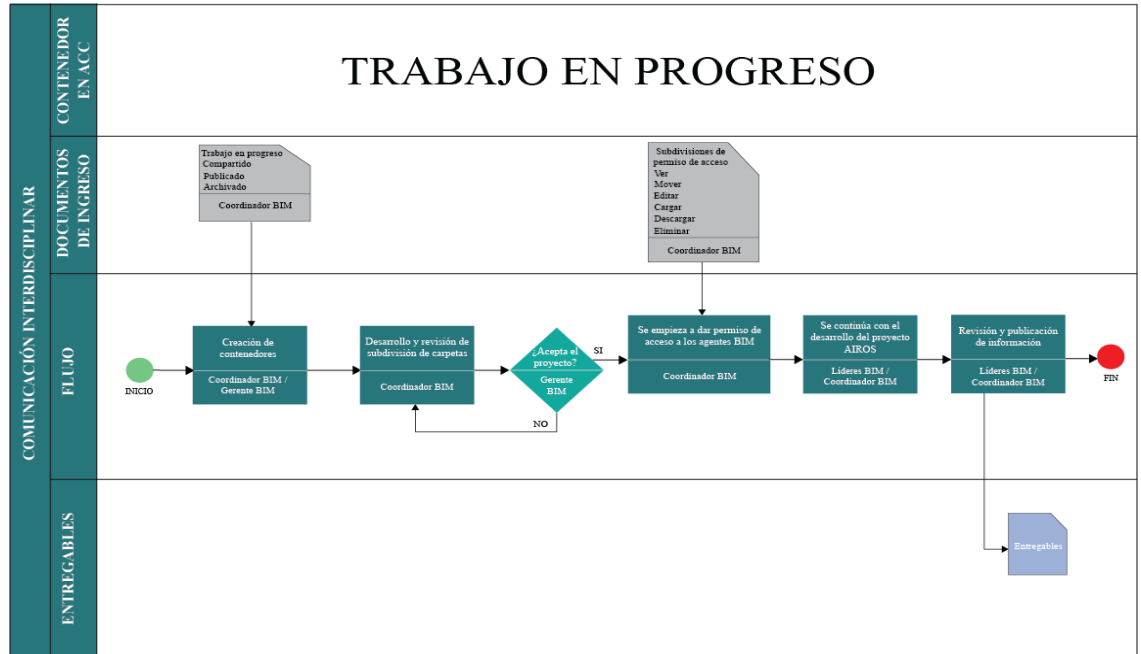 COMUNICACIÓN INTERDISCIPLINAR
CONTENEDOR
EN ACC
TRABAJO EN PROGRESO
DOCUMENTOS
DE INGRESO
Trabajo en progreso
Compartido
Publicado
Archivado
Coordinador BIM
Subdivisiones de
permiso de acceso
Ver
Mover
Editar
Cargar
Descargar
Eliminar
Coordinador BIM
FLUJO
INICIO
Creación de
contenedores
Coordinador BIM /
Gerente BIM
Desarrollo y revisión de
subdivisión de carpetas
Coordinador BIM
¿Acepta el
proyecto?
Gerente
BIM
SI
NO
Se empieza a dar permiso de
acceso a los agentes BIM
Coordinador BIM
Se continúa con el
desarrollo del proyecto
AIROS
Líderes BIM /
Coordinador BIM
Revisión y publicación
de información
Líderes BIM /
Coordinador BIM
FIN
ENTREGABLES
Entregables